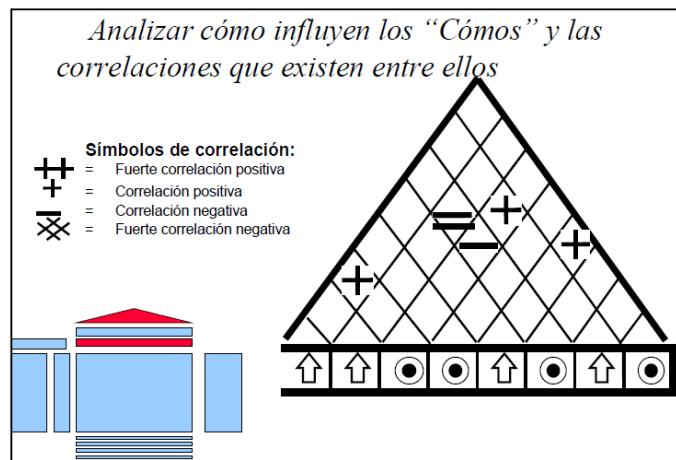 Analizar cómo influyen los “Cómos” y las
correlaciones que existen entre ellos
Símbolos de correlación:
= Fuerte correlación positiva
+ = Correlación positiva
= Correlación negativa
= Fuerte correlación negativa